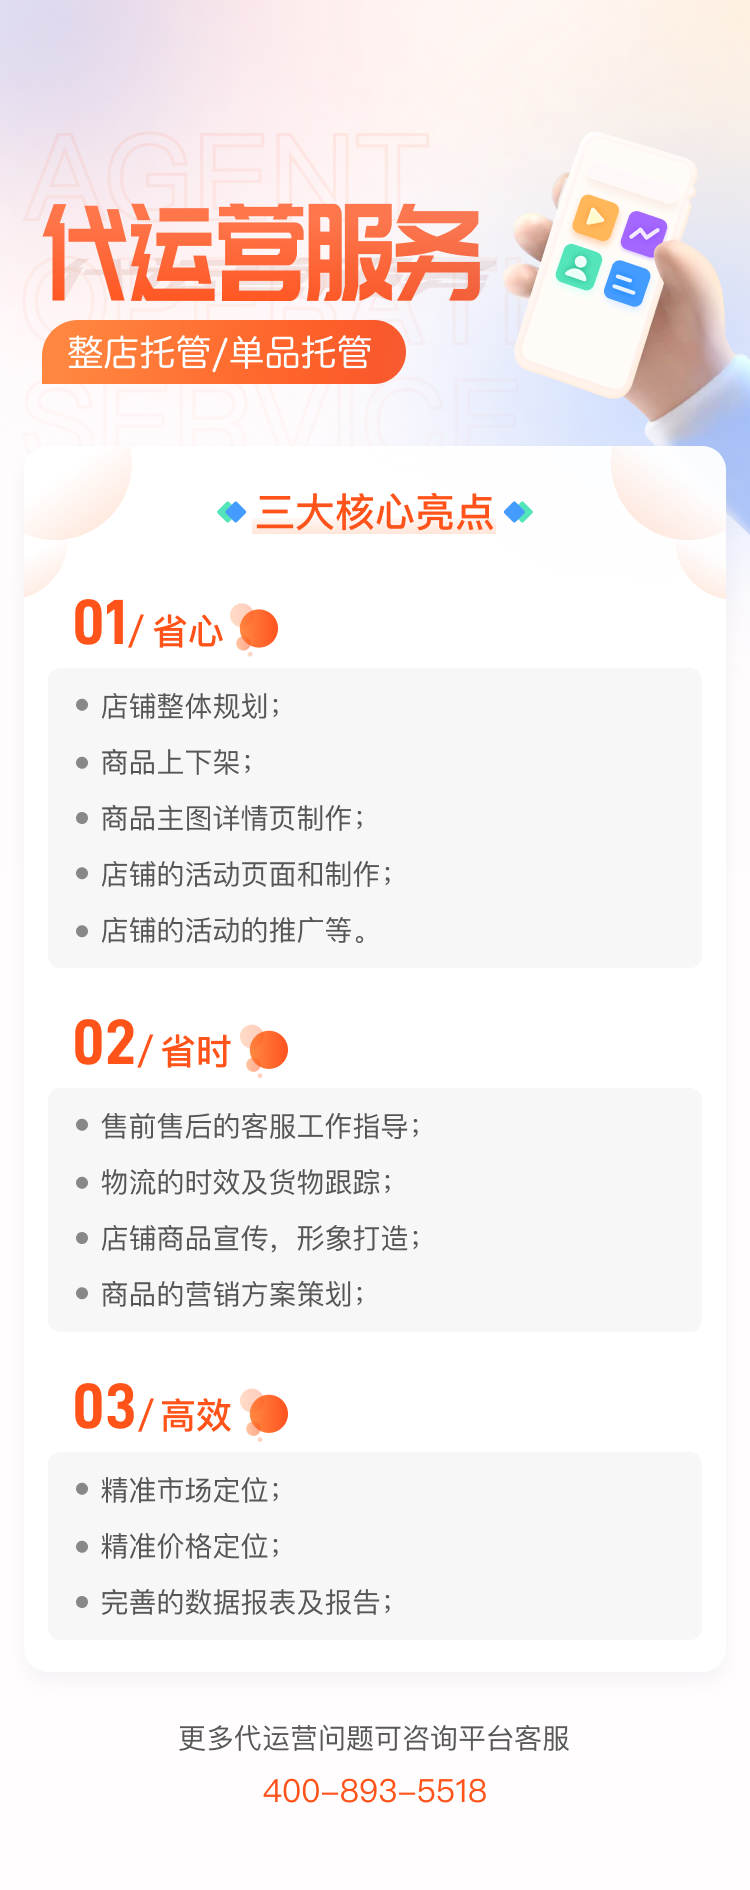 AGENT
代运营服务
OPERATI
整店托管/单品托管
SERVICE
三大核心亮点
01/ 省心
店铺整体规划；
商品上下架；
商品主图详情页制作；
店铺的活动页面和制作；
店铺的活动的推广等。
02/ 省时
售前售后的客服工作指导；
物流的时效及货物跟踪；
店铺商品宣传，形象打造；
商品的营销方案策划；
03/ 高效
精准市场定位；
精准价格定位；
完善的数据报表及报告；
更多代运营问题可咨询平台客服
400-893-5518